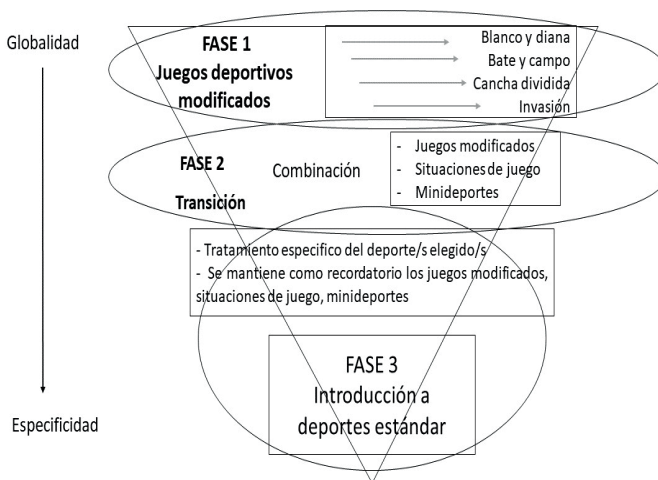 Globalidad
FASE 1
Juegos deportivos
modificados
Blanco y diana
Bate y campo
Cancha dividida
Invasión
FASE 2
Transición
Combinación
- Juegos modificados
- Situaciones de juego
- Minideportes
- Tratamiento especifico del deporte/s elegido/s
- Se mantiene como recordatorio los juegos modificados,
situaciones de juego, minideportes
FASE 3
Introducción a
deportes estándar
Especificidad